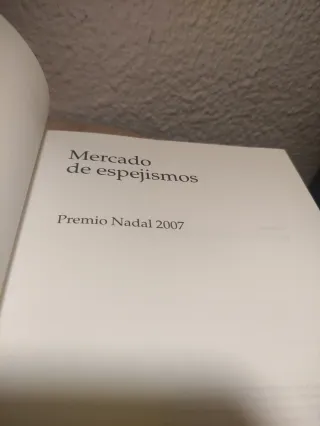 Mercado
de espejismos
Premio Nadal 2007